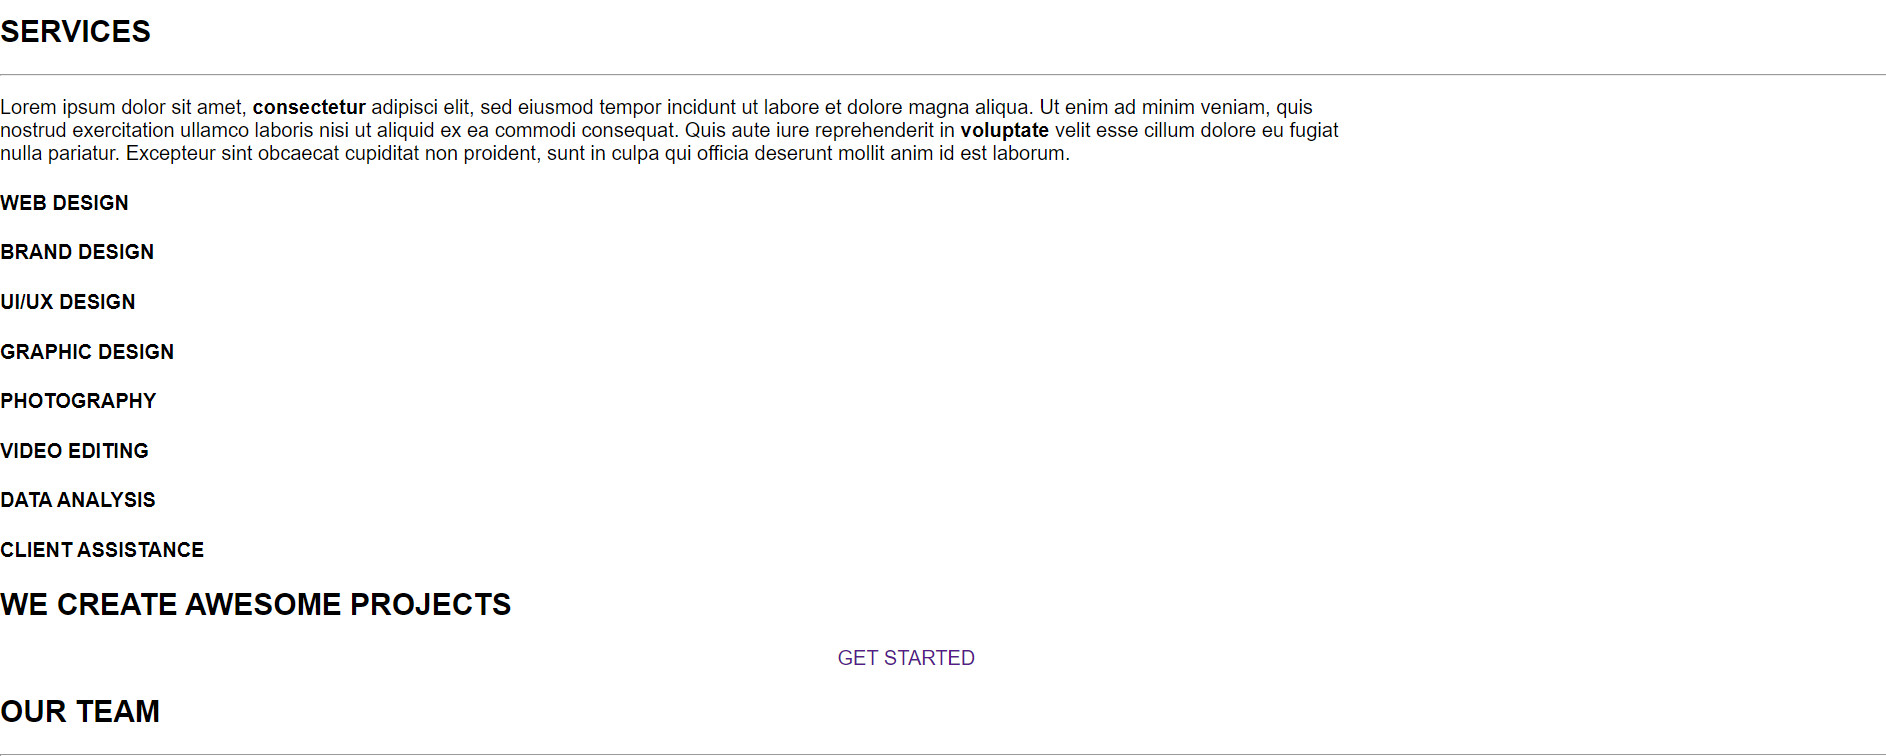 SERVICES
Lorem ipsum dolor sit amet, consectetur adipisci elit, sed eiusmod tempor incidunt ut labore et dolore magna aliqua. Ut enim ad minim veniam, quis
nostrud exercitation ullamco laboris nisi ut aliquid ex ea commodi consequat. Quis aute iure reprehenderit in voluptate velit esse cillum dolore eu fugiat
nulla pariatur. Excepteur sint obcaecat cupiditat non proident, sunt in culpa qui officia deserunt mollit anim id est laborum.
WEB DESIGN
BRAND DESIGN
UI/UX DESIGN
GRAPHIC DESIGN
PHOTOGRAPHY
VIDEO EDITING
DATA ANALYSIS
CLIENT ASSISTANCE
WE CREATE AWESOME PROJECTS
GET STARTED
OUR TEAM